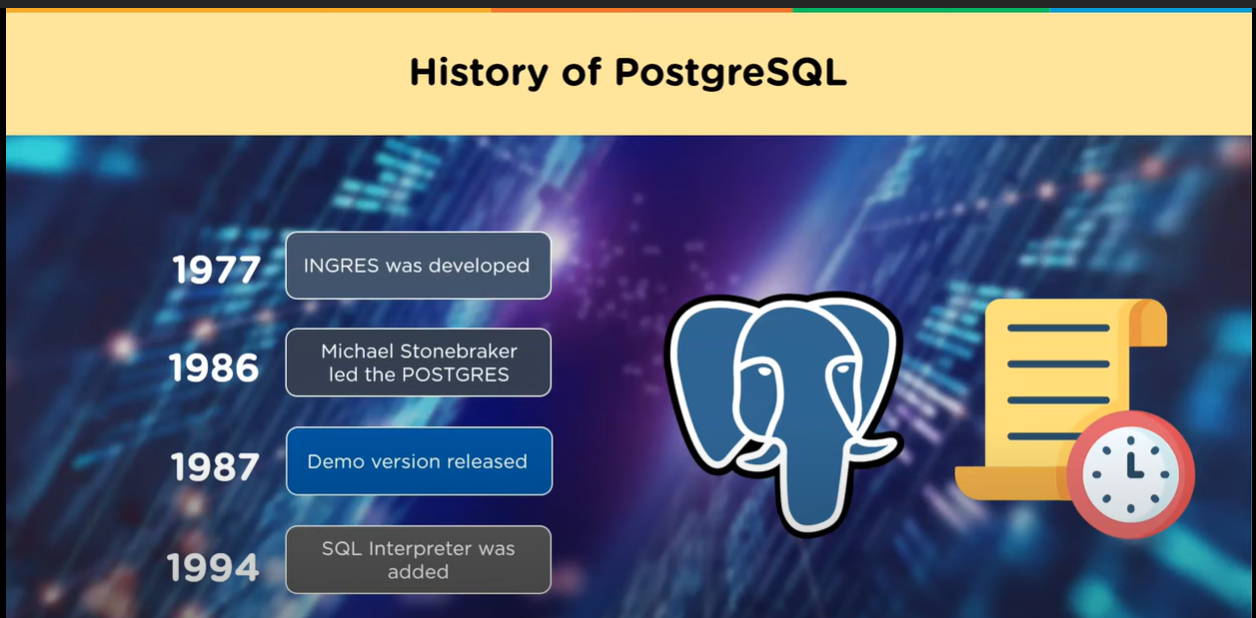 History of PostgreSQL
1977
INGRES was developed
1986
Michael Stonebraker
led the POSTGRES
1987
Demo version released
1994
SQL Interpreter was
added